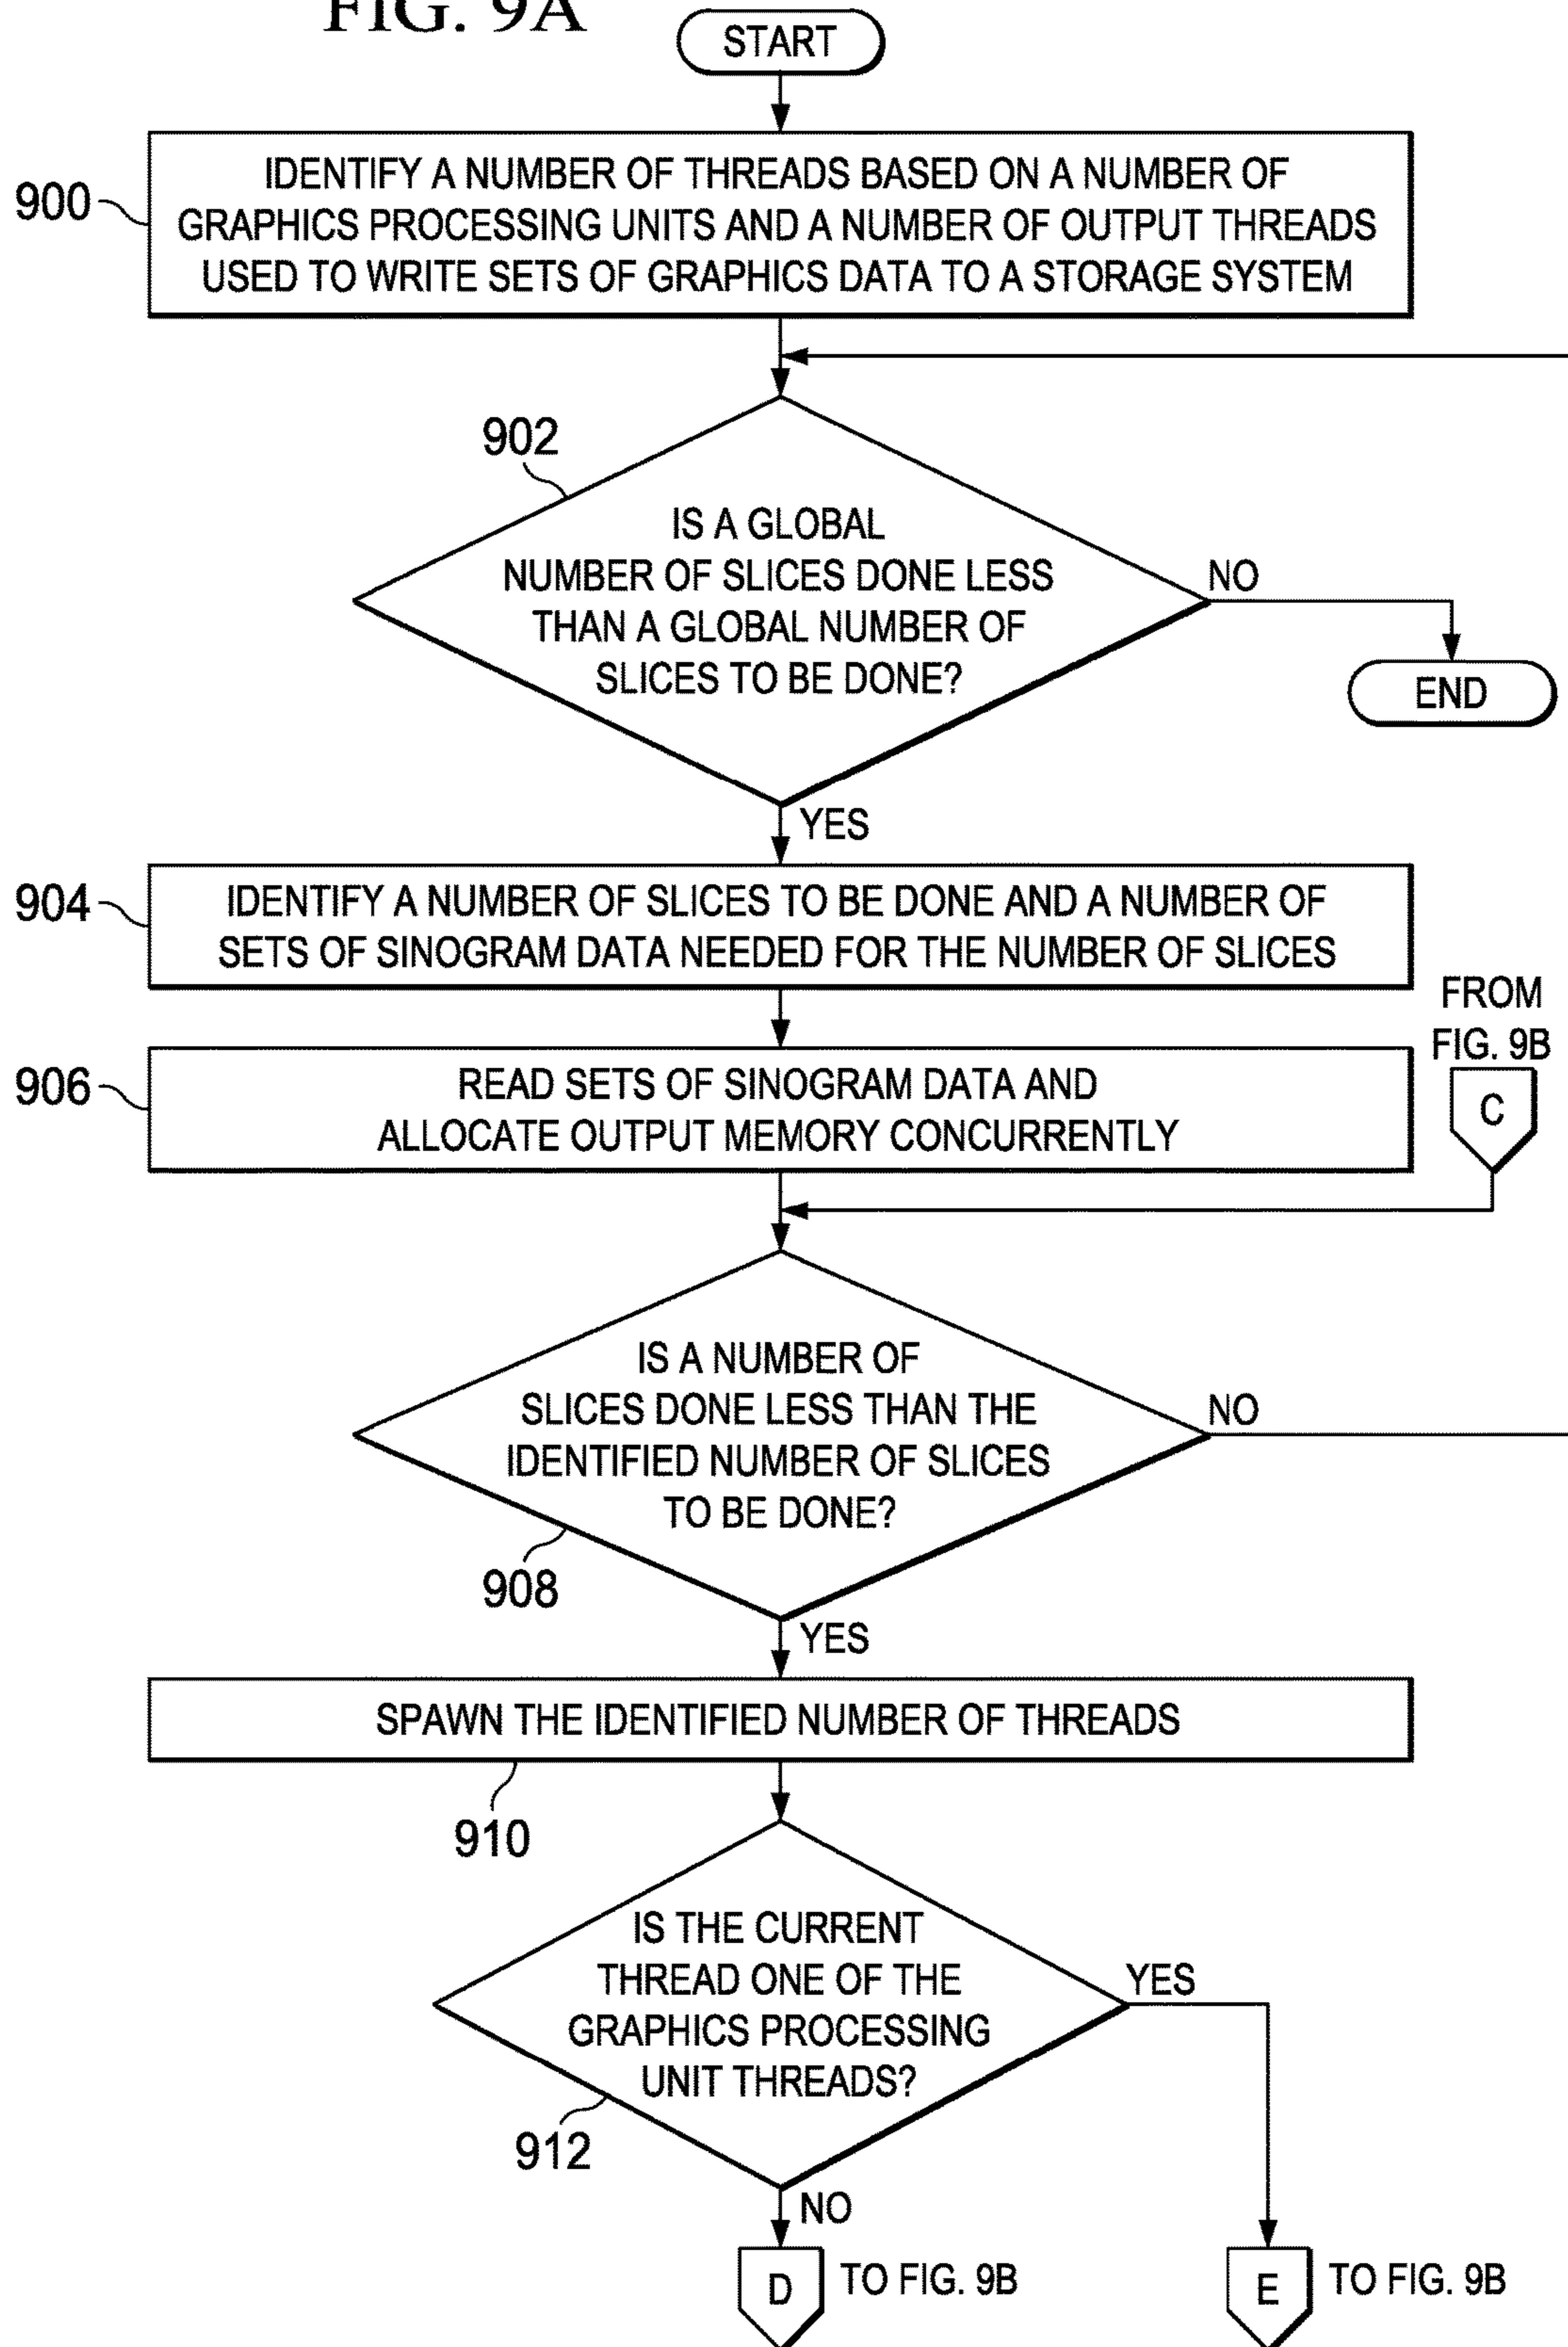 FIG. 9A
START
900
IDENTIFY A NUMBER OF THREADS BASED ON A NUMBER OF
GRAPHICS PROCESSING UNITS AND A NUMBER OF OUTPUT THREADS
USED TO WRITE SETS OF GRAPHICS DATA TO A STORAGE SYSTEM
902
IS A GLOBAL
NUMBER OF SLICES DONE LESS
THAN A GLOBAL NUMBER OF
SLICES TO BE DONE?
NO
END
YES
904
IDENTIFY A NUMBER OF SLICES TO BE DONE AND A NUMBER OF
SETS OF SINOGRAM DATA NEEDED FOR THE NUMBER OF SLICES
FROM
FIG. 9B
C
906
READ SETS OF SINOGRAM DATA AND
ALLOCATE OUTPUT MEMORY CONCURRENTLY
IS A NUMBER OF
SLICES DONE LESS THAN THE
IDENTIFIED NUMBER OF SLICES
TO BE DONE?
NO
908
YES
SPAWN THE IDENTIFIED NUMBER OF THREADS
910
IS THE CURRENT
THREAD ONE OF THE
GRAPHICS PROCESSING
UNIT THREADS?
YES
912
NO
D
TO FIG. 9B
E
TO FIG. 9B